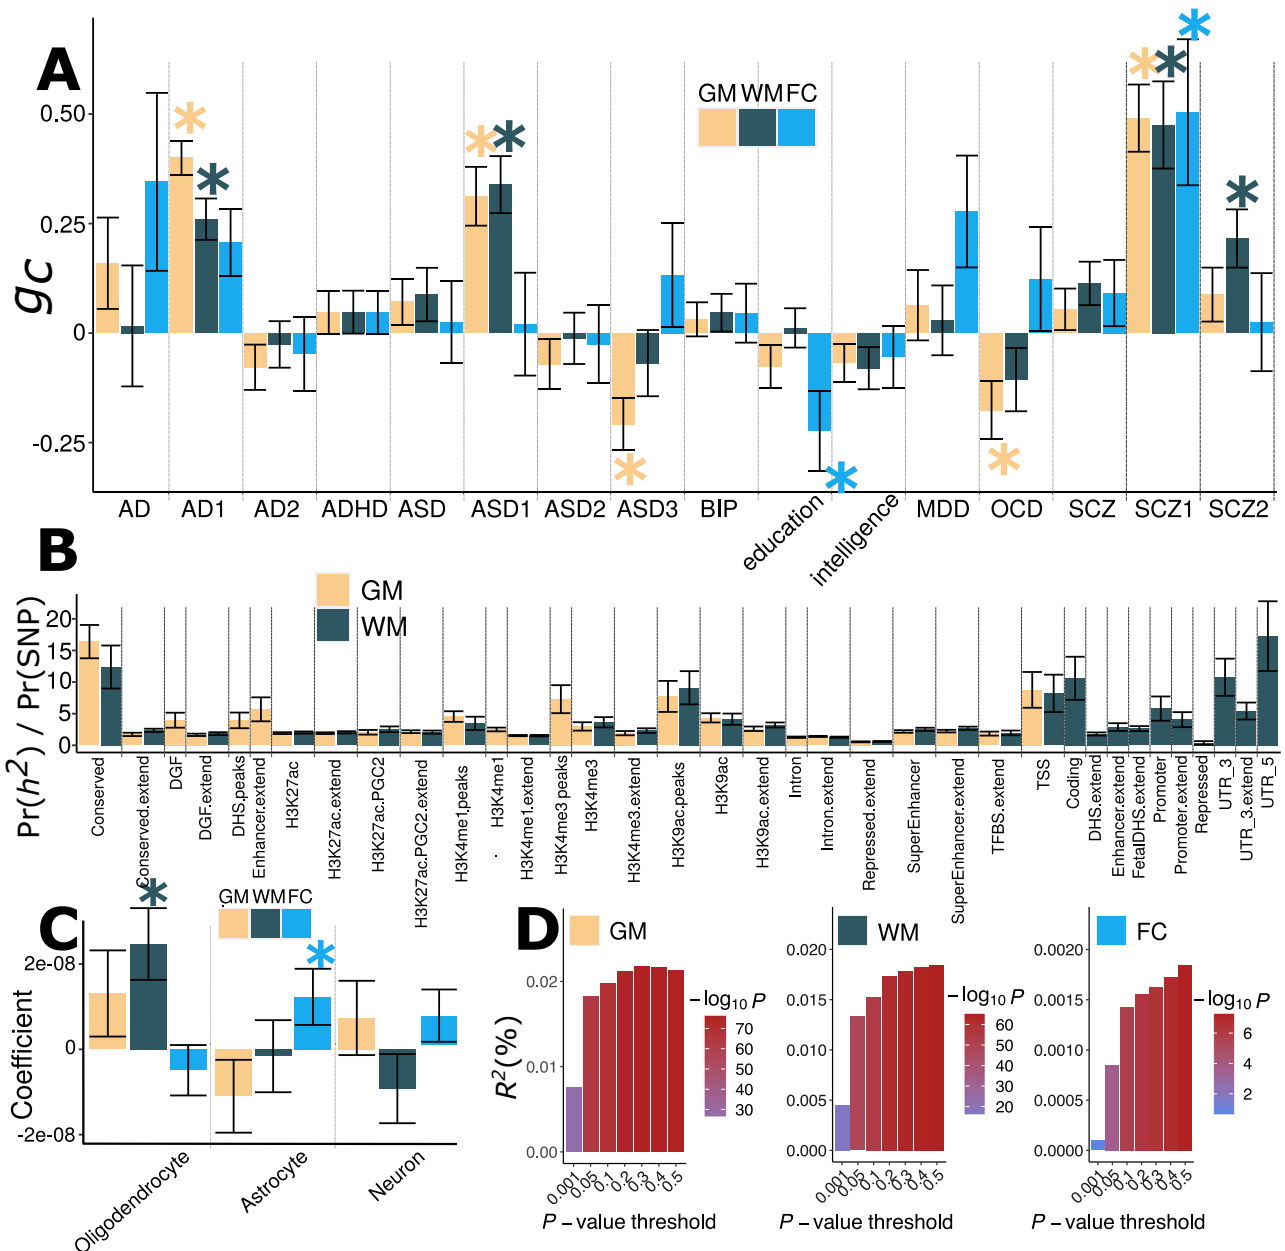 A
GM WM FC
0.50
0.25
0
-0.25
gc
AD AD1 AD2 ADHD ASD ASD1 ASD2 ASD3 BIP education intelligence MDD OCD SCZ SCZ1 SCZ2
B
GM
WM
Pr(h²) / Pr(SNP)
20
15
10
5
0
Conserved
Conserved.extend
DGF
DGF.extend
DHS.peaks
Enhancer.extend
H3K27ac
H3K27ac.extend
H3K27ac.PGC2
H3K27ac.PGC2.extend
H3K4me1.peaks
H3K4me1
H3K4me1.extend
H3K4me3 peaks
H3K4me3
H3K4me3.extend
H3K9ac.peaks
H3K9ac
H3K9ac.extend
Intron
Intron.extend
Repressed.extend
SuperEnhancer
SuperEnhancer.extend
TFBS.extend
TSS
Coding
DHS.extend
Enhancer.extend
FetalDHS.extend
Promoter
Promoter.extend
Repressed
UTR_3
UTR_3.extend
UTR_5
C
GM WM FC
Coefficient
2e-08
0
-2e-08
Oligodendrocyte
Astrocyte
Neuron
D
GM
R²(%)
0.02
0.01
0.00
−log₁₀ P
70
60
50
40
30
0.001 0.05 0.1 0.2 0.3 0.4 0.5
P − value threshold
WM
0.020
0.015
0.010
0.005
0.000
−log₁₀ P
60
50
40
30
20
0.001 0.05 0.1 0.2 0.3 0.4 0.5
P − value threshold
FC
0.0020
0.0015
0.0010
0.0005
0.0000
−log₁₀ P
6
4
2
0.001 0.05 0.1 0.2 0.3 0.4 0.5
P − value threshold